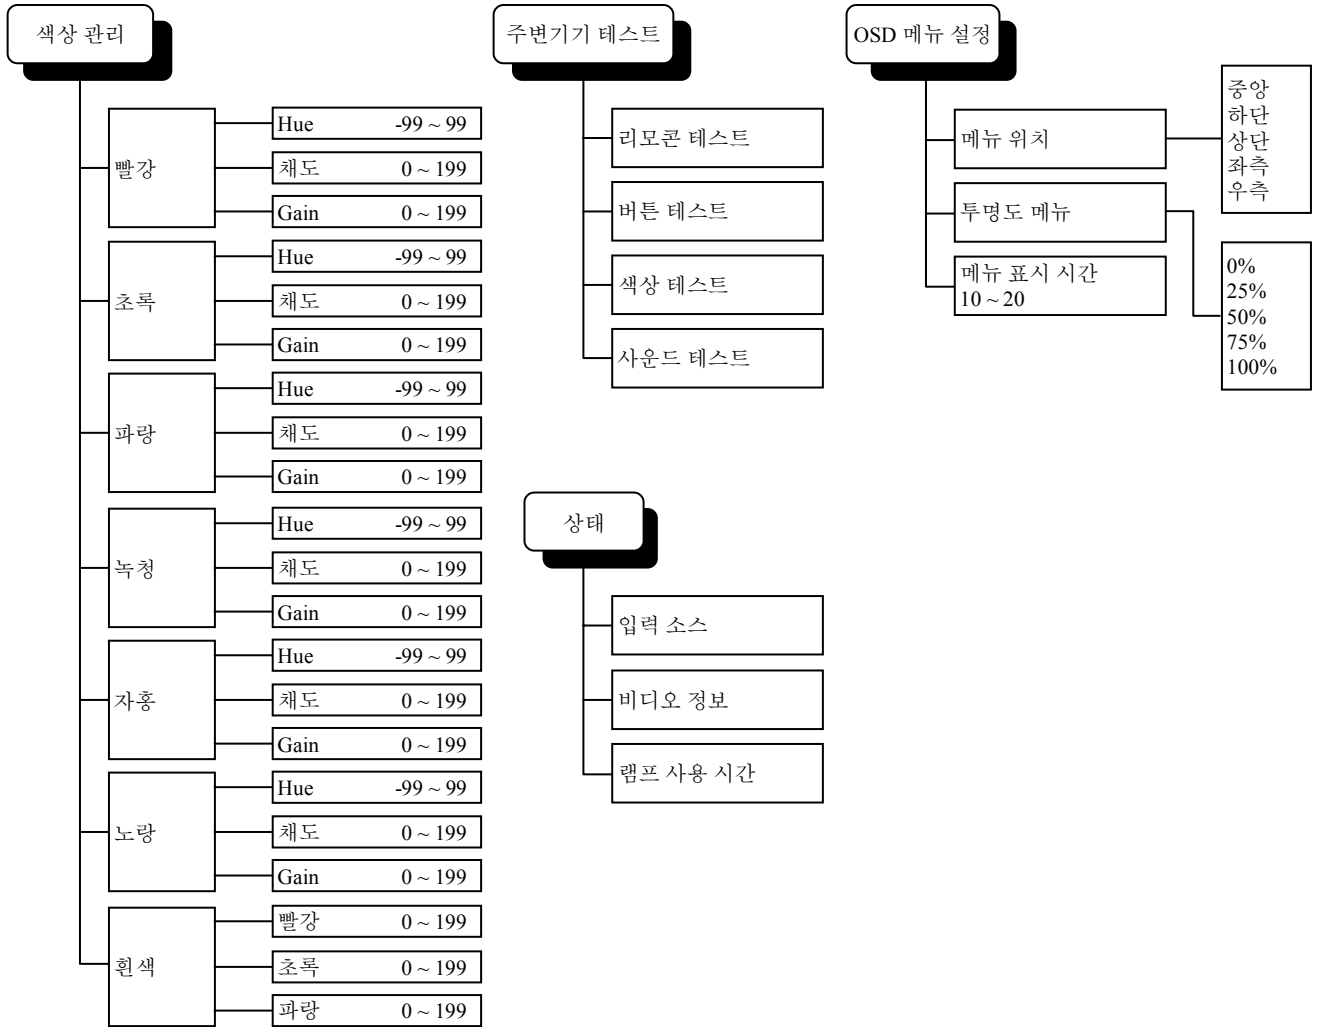 색상 관리
빨강
Hue -99 ~ 99
채도 0 ~ 199
Gain 0 ~ 199
초록
Hue -99 ~ 99
채도 0 ~ 199
Gain 0 ~ 199
파랑
Hue -99 ~ 99
채도 0 ~ 199
Gain 0 ~ 199
녹청
Hue -99 ~ 99
채도 0 ~ 199
Gain 0 ~ 199
자홍
Hue -99 ~ 99
채도 0 ~ 199
Gain 0 ~ 199
노랑
Hue -99 ~ 99
채도 0 ~ 199
Gain 0 ~ 199
흰색
빨강 0 ~ 199
초록 0 ~ 199
파랑 0 ~ 199
주변기기 테스트
리모콘 테스트
버튼 테스트
색상 테스트
사운드 테스트
상태
입력 소스
비디오 정보
램프 사용 시간
OSD 메뉴 설정
메뉴 위치
중앙
하단
상단
좌측
우측
투명도 메뉴
0%
25%
50%
75%
100%
메뉴 표시 시간
10 ~ 20